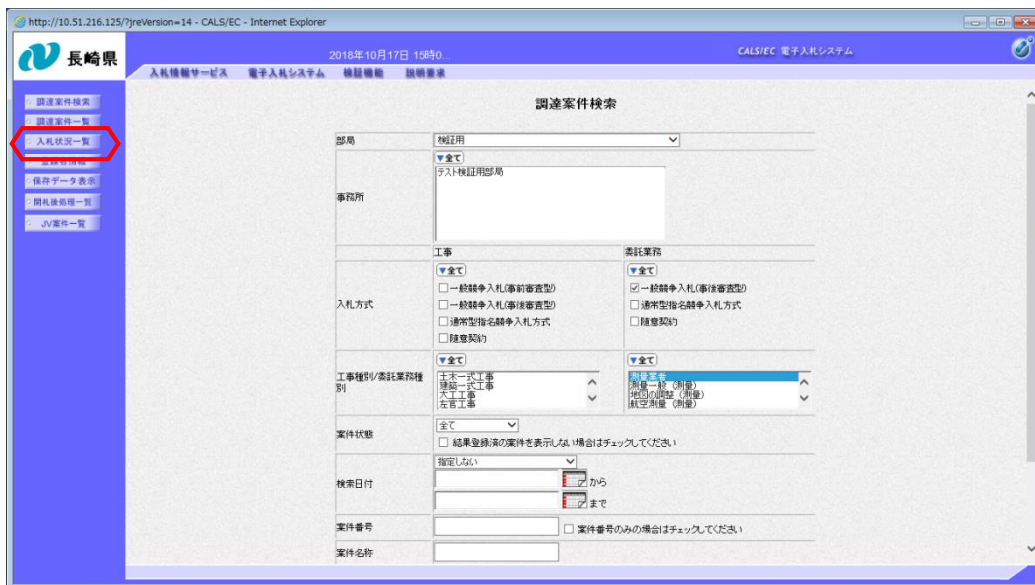 http://10.51.216.125/?jreVersion=14 - CALS/EC - Internet Explorer
長崎県
2018年10月17日 15時0...
CALS/EC 電子入札システム
入札情報サービス 電子入札システム 検証機能 説明要求
調達案件検索
調達案件一覧
入札状況一覧
登録者情報
保存データ表示
開札後処理一覧
JV案件一覧
調達案件検索
部局 検証用
▼全て
テスト検証用部局
事務所
工事 委託業務
▼全て ▼全て
入札方式
一般競争入札(事前審査型) 一般競争入札(事後審査型)
一般競争入札(事後審査型) 通常型指名競争入札方式
通常型指名競争入札方式 随意契約
随意契約
▼全て ▼全て
工事種別/委託業務種別
土木一式工事 測量業者
建築一式工事 測量一般(測量)
大工工事 地図の調整(測量)
左官工事 航空測量(測量)
案件状態 全て
結果登録済の案件を表示しない場合はチェックしてください
検索日付 指定しない
から
まで
案件番号 案件番号のみの場合はチェックしてください
案件名称